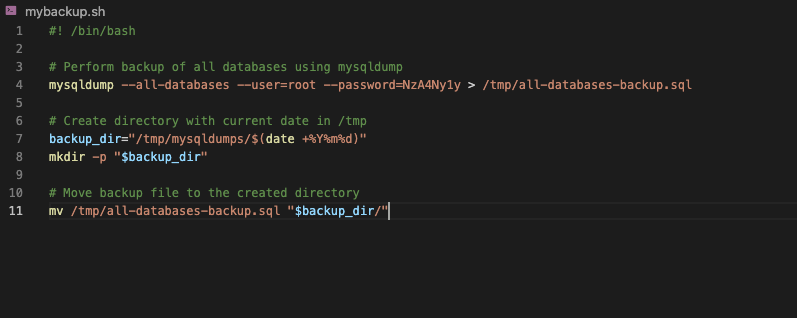 mybackup.sh
1 #! /bin/bash
2
3 # Perform backup of all databases using mysqldump
4 mysqldump --all-databases --user=root --password=NzA4Ny1y > /tmp/all-databases-backup.sql
5
6 # Create directory with current date in /tmp
7 backup_dir="/tmp/mysqldumps/$(date +%Y%m%d)"
8 mkdir -p "$backup_dir"
9
10 # Move backup file to the created directory
11 mv /tmp/all-databases-backup.sql "$backup_dir/"